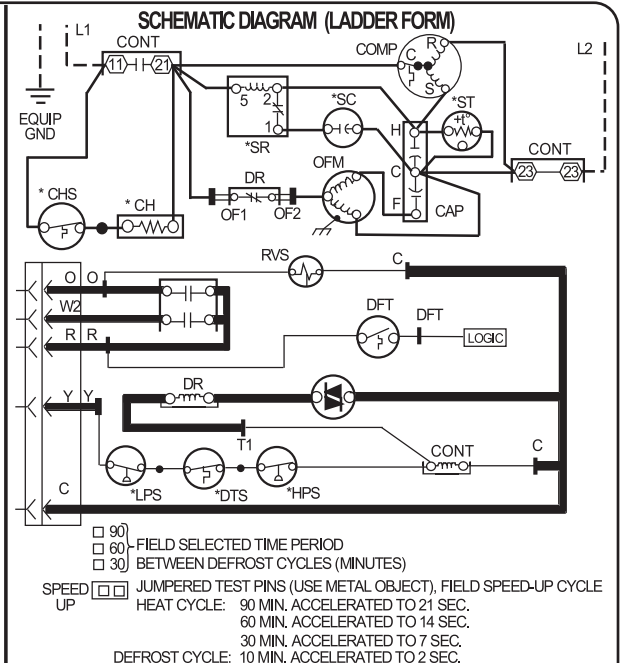 SCHEMATIC DIAGRAM (LADDER FORM)
L1
CONT
11 21
COMP
R
C
S
L2
EQUIP
GND
5 2
1
*SR
*SC
*ST
+t°
H
C
F
CAP
CONT
23 23
OFM
DR
OF1 OF2
* CHS
* CH
RVS
C
O O
W2
R R
DFT
DFT
LOGIC
DR
Y Y
T1
CONT
C
*LPS
*DTS
*HPS
C
90
60 FIELD SELECTED TIME PERIOD
30 BETWEEN DEFROST CYCLES (MINUTES)
SPEED UP JUMPERED TEST PINS (USE METAL OBJECT), FIELD SPEED-UP CYCLE
HEAT CYCLE: 90 MIN. ACCELERATED TO 21 SEC.
60 MIN. ACCELERATED TO 14 SEC.
30 MIN. ACCELERATED TO 7 SEC.
DEFROST CYCLE: 10 MIN. ACCELERATED TO 2 SEC.